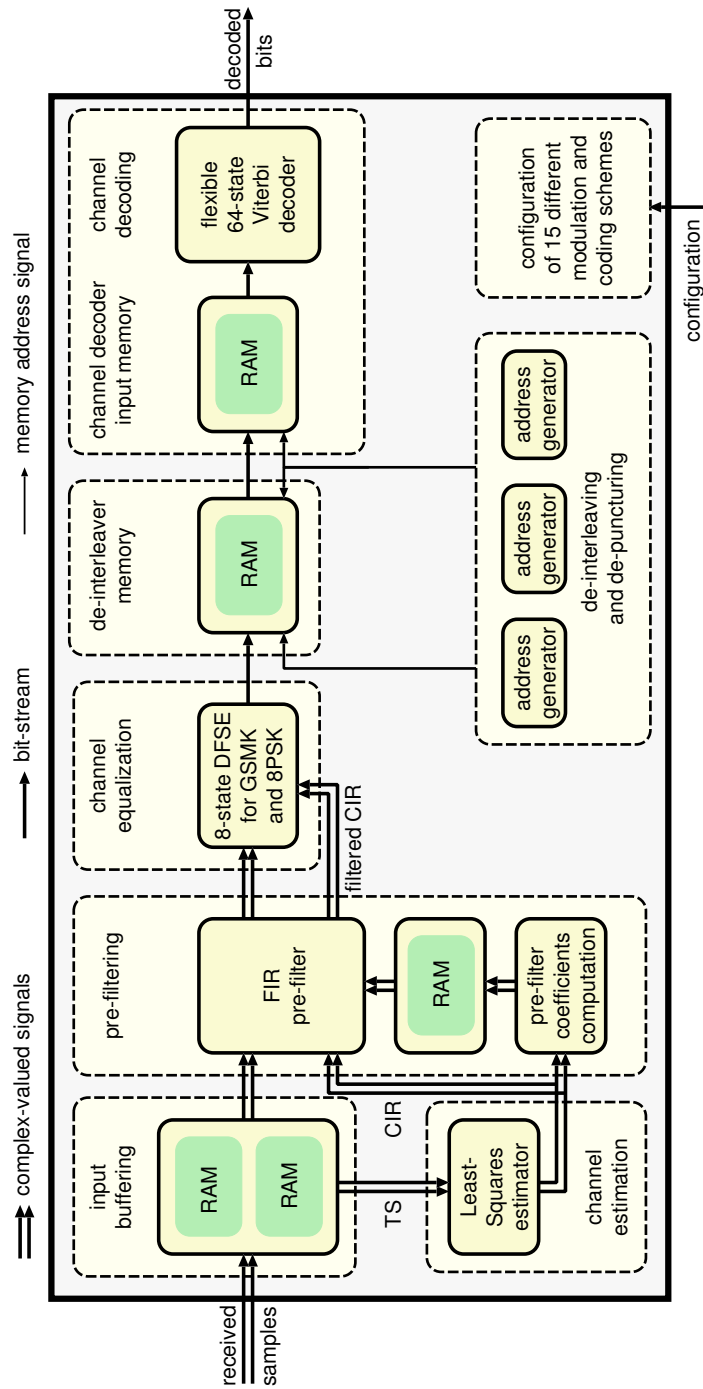 complex-valued signals
bit-stream
memory address signal
received
samples
input
buffering
RAM
RAM
TS
Least-
Squares
estimator
channel
estimation
CIR
pre-filtering
FIR
pre-filter
RAM
pre-filter
coefficients
computation
filtered CIR
channel
equalization
8-state DFSE
for GSMK
and 8PSK
de-interleaver
memory
RAM
channel decoder
input memory
RAM
channel
decoding
flexible
64-state
Viterbi
decoder
decoded
bits
address
generator
address
generator
address
generator
de-interleaving
and de-puncturing
configuration
of 15 different
modulation and
coding schemes
configuration